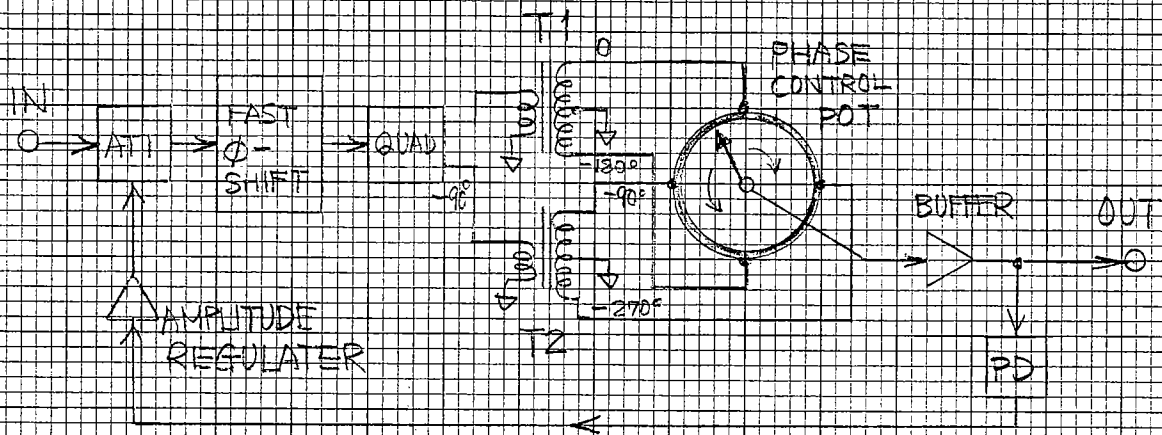 T1
0
PHASE
CONTROL
POT
IN
ATT
FAST
Φ-
SHIFT
QUAD
-90°
-180°
-90°
BUFFER
OUT
-270°
AMPLITUDE
REGULATER
T2
PD